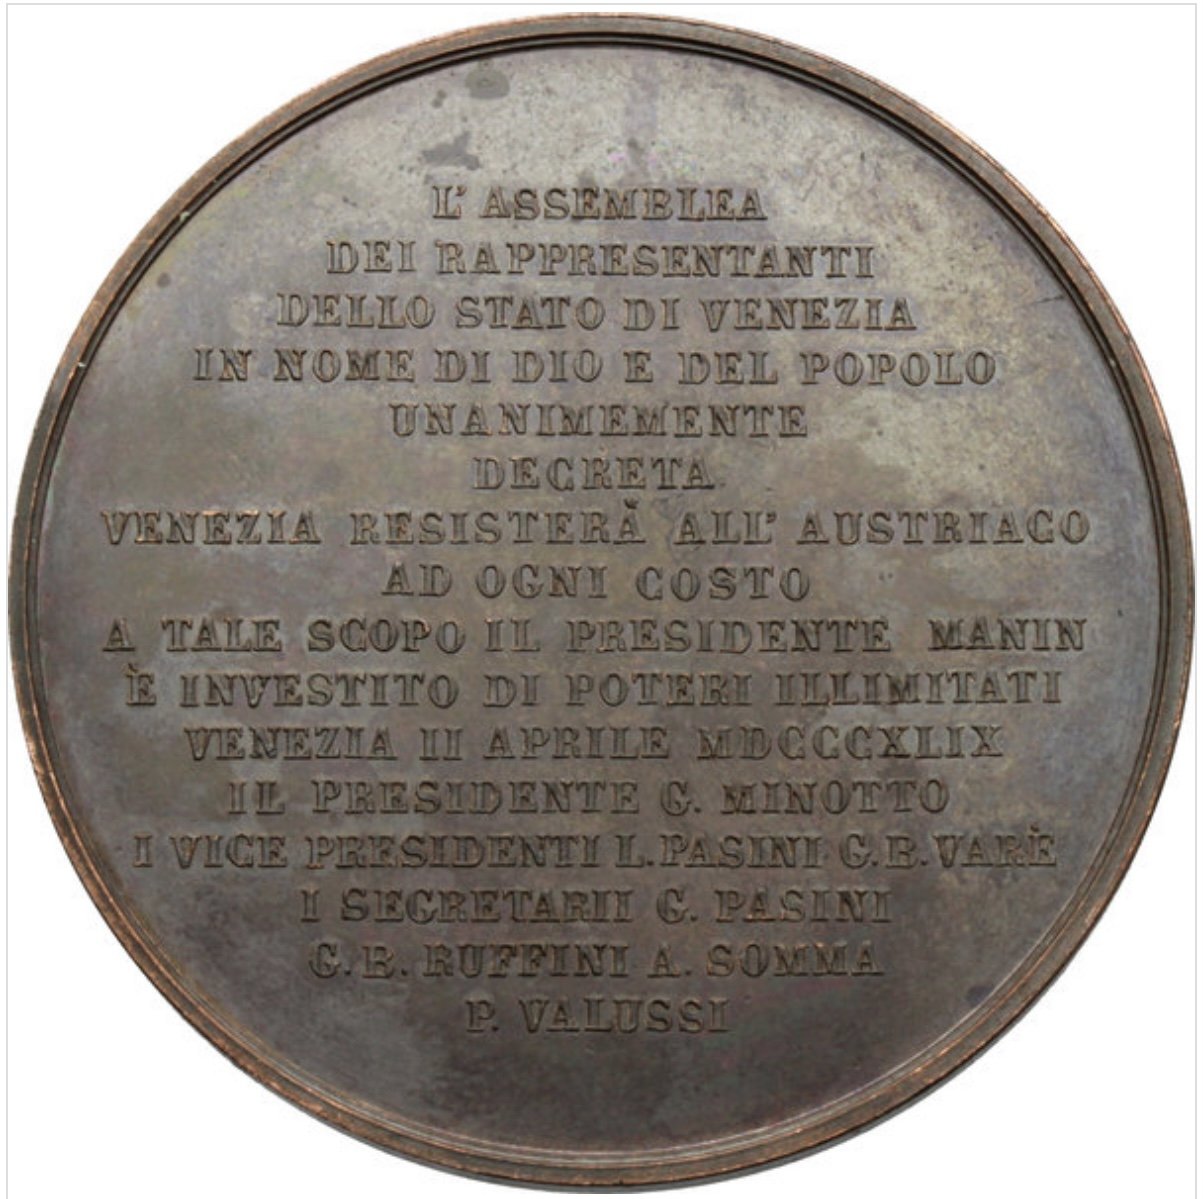 L' ASSEMBLEA
DEI RAPPRESENTANTI
DELLO STATO DI VENEZIA
IN NOME DI DIO E DEL POPOLO
UNANIMEMENTE
DECRETA
VENEZIA RESISTERÀ ALL' AUSTRIACO
AD OGNI COSTO
A TALE SCOPO IL PRESIDENTE MANIN
È INVESTITO DI POTERI ILLIMITATI
VENEZIA II APRILE MDCCCXLIX
IL PRESIDENTE G. MINOTTO
I VICE PRESIDENTI L. PASINI G. B. VARÈ
I SEGRETARII G. PASINI
G. B. RUFFINI A. SOMMA
P. VALUSSI